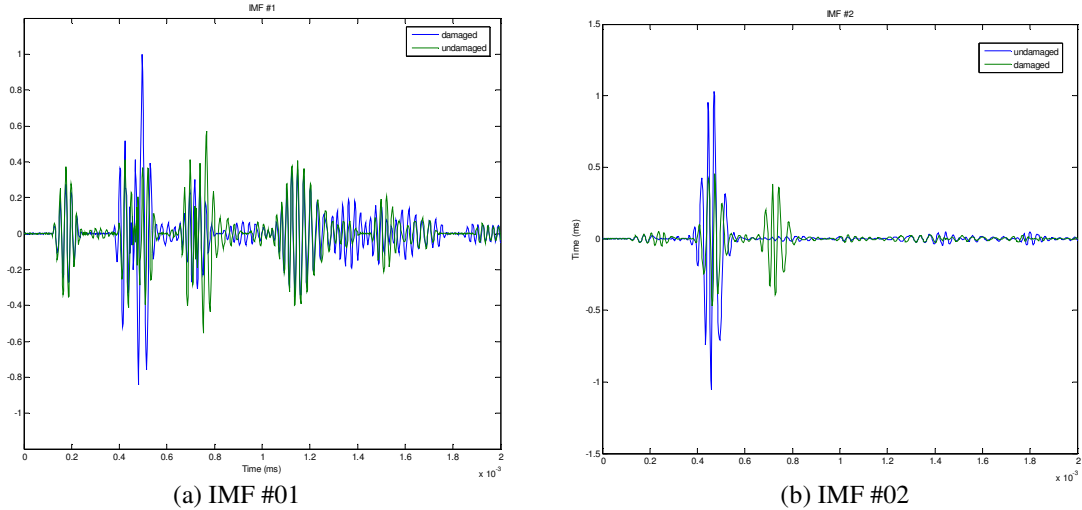 IMF #1
damaged
undamaged
1
0.8
0.6
0.4
0.2
0
-0.2
-0.4
-0.6
-0.8
-1
0 0.2 0.4 0.6 0.8 1 1.2 1.4 1.6 1.8 2
Time (ms)
x 10-3
(a) IMF #01
IMF #2
undamaged
damaged
1.5
1
0.5
0
-0.5
-1
-1.5
Time (ms)
0 0.2 0.4 0.6 0.8 1 1.2 1.4 1.6 1.8 2
x 10-3
(b) IMF #02